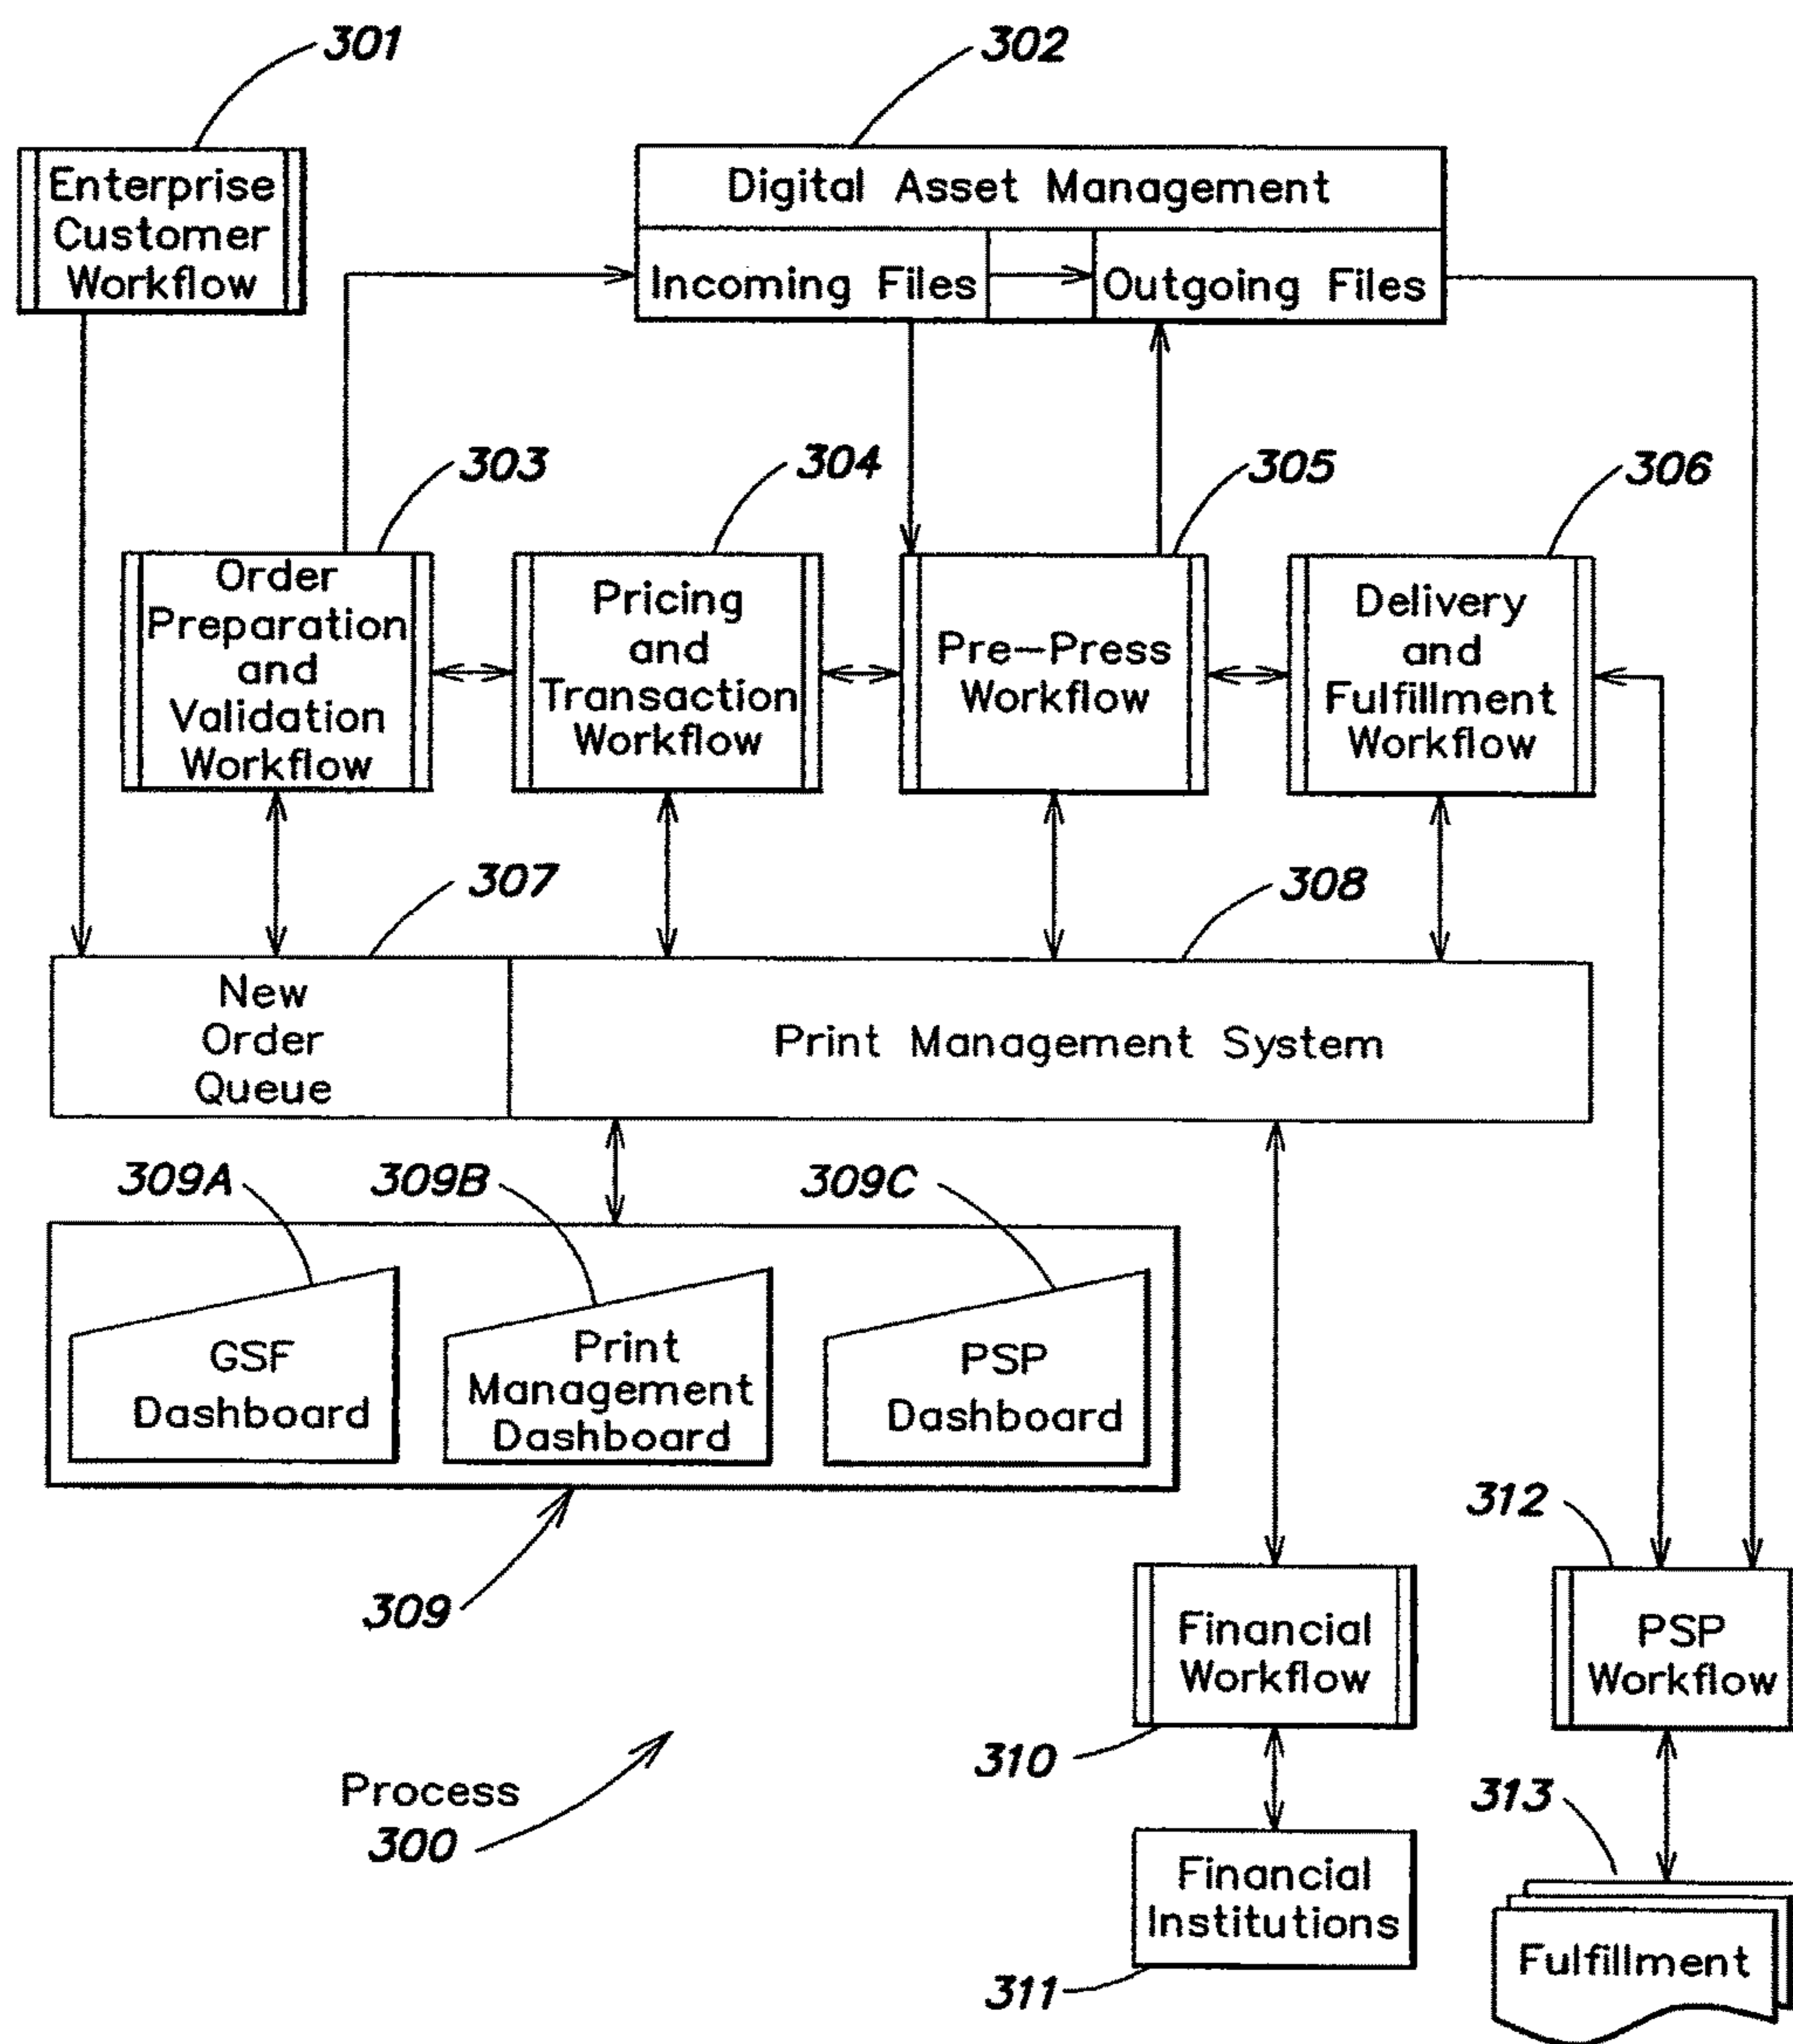 301
302
Enterprise
Customer
Workflow
Digital Asset Management
Incoming Files
Outgoing Files
303
304
305
306
Order
Preparation
and
Validation
Workflow
Pricing
and
Transaction
Workflow
Pre-Press
Workflow
Delivery
and
Fulfillment
Workflow
307
308
New
Order
Queue
Print Management System
309A
309B
309C
GSF
Dashboard
Print
Management
Dashboard
PSP
Dashboard
309
312
Financial
Workflow
PSP
Workflow
310
Process
300
313
Financial
Institutions
311
Fulfillment